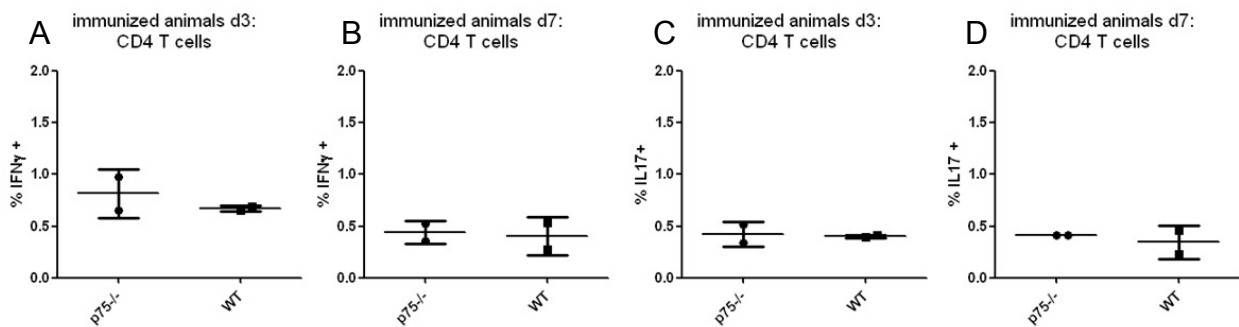 A
immunized animals d3:
CD4 T cells
% IFNγ +
2.0
1.5
1.0
0.5
0.0
p75-/-
WT
B
immunized animals d7:
CD4 T cells
% IFNγ +
2.0
1.5
1.0
0.5
0.0
p75-/-
WT
C
immunized animals d3:
CD4 T cells
% IL17+
2.0
1.5
1.0
0.5
0.0
p75-/-
WT
D
immunized animals d7:
CD4 T cells
% IL17 +
2.0
1.5
1.0
0.5
0.0
p75-/-
WT